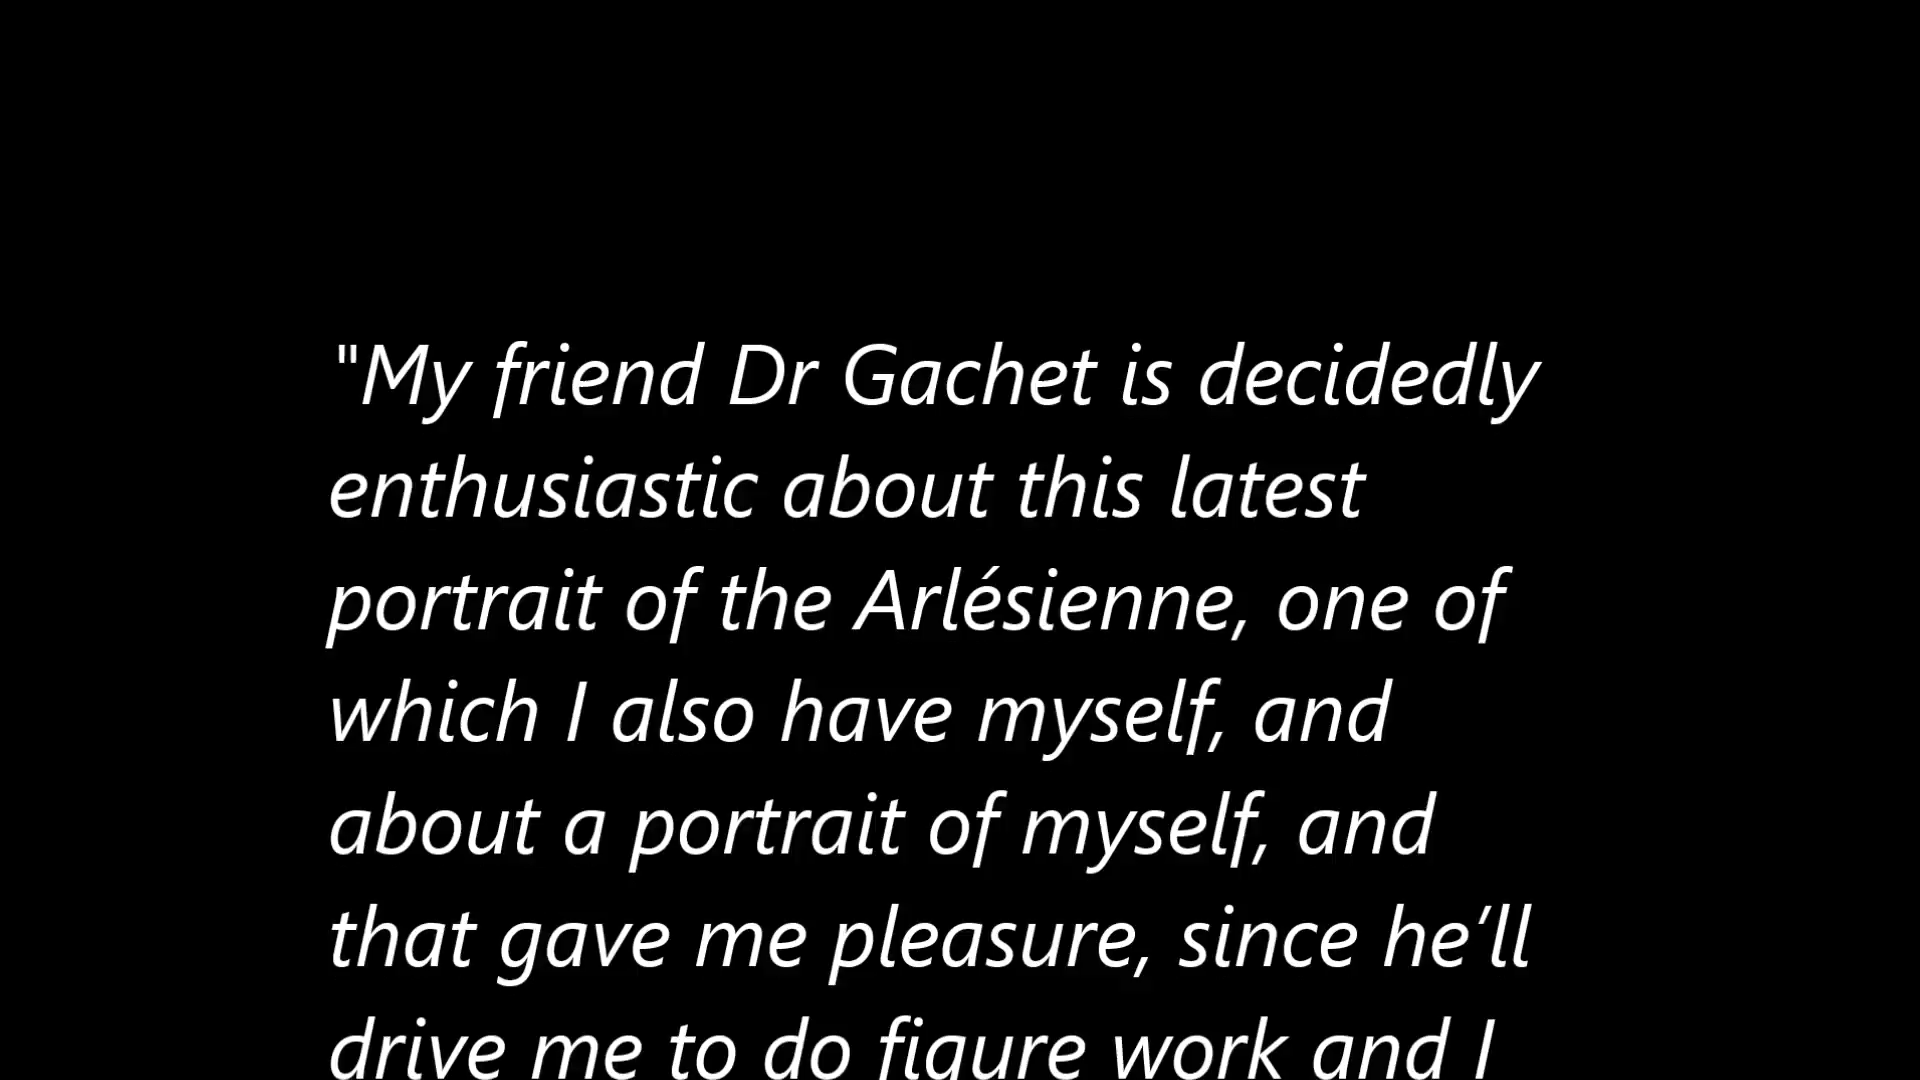 "My friend Dr Gachet is decidedly
enthusiastic about this latest
portrait of the Arlésienne, one of
which I also have myself, and
about a portrait of myself, and
that gave me pleasure, since he’ll
drive me to do figure work and I